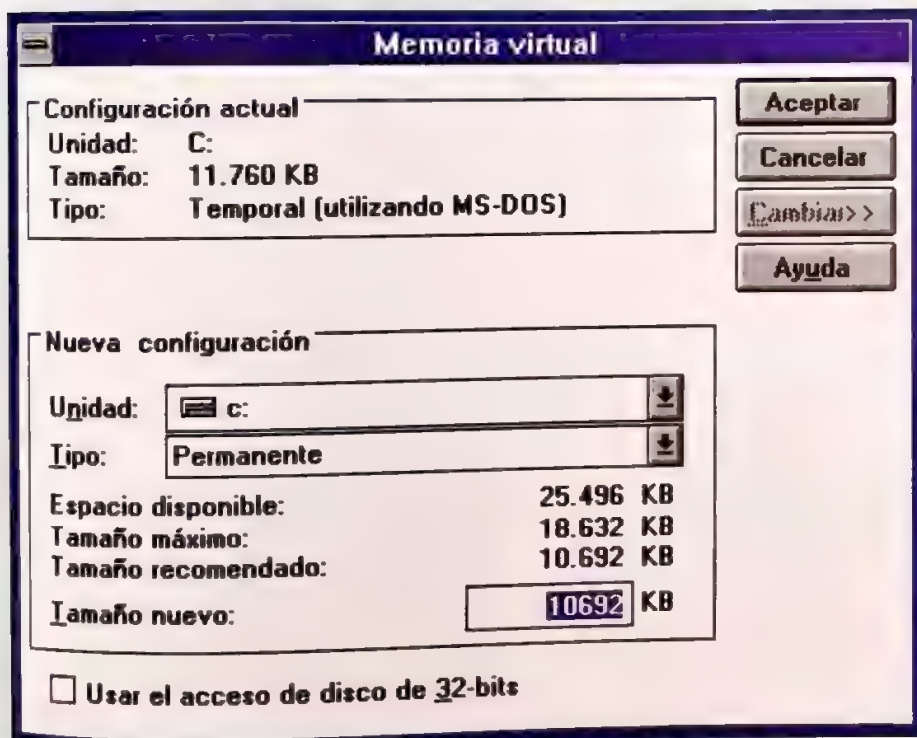 Memoria virtual
Configuración actual
Unidad: C:
Tamaño: 11.760 KB
Tipo: Temporal (utilizando MS-DOS)
Aceptar
Cancelar
Cambiar>>
Ayuda
Nueva configuración
Unidad: c:
Tipo: Permanente
Espacio disponible: 25.496 KB
Tamaño máximo: 18.632 KB
Tamaño recomendado: 10.692 KB
Tamaño nuevo: 10692 KB
Usar el acceso de disco de 32-bits